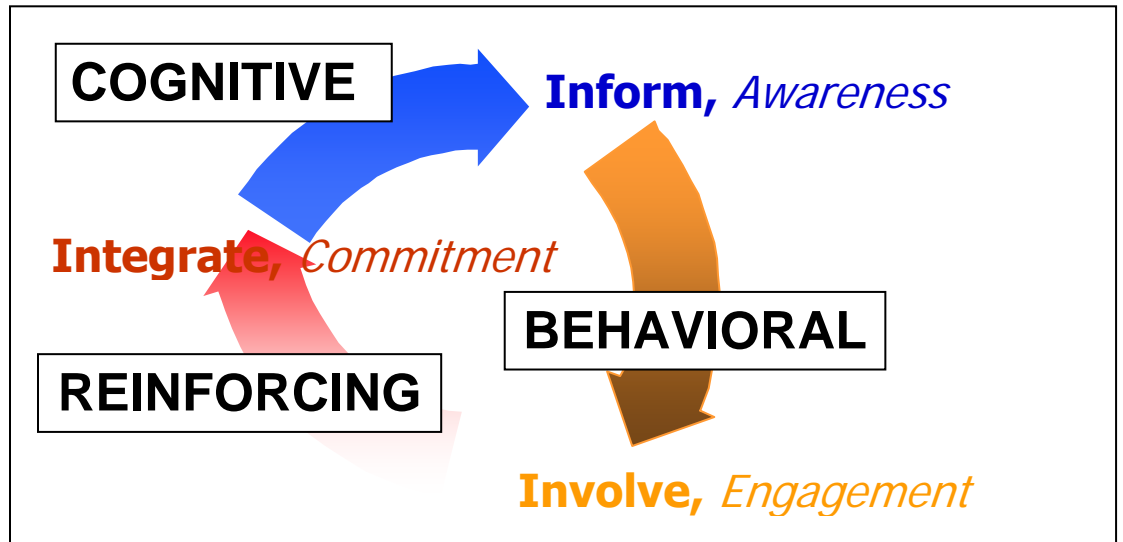 COGNITIVE
Inform, Awareness
Integrate, Commitment
BEHAVIORAL
REINFORCING
Involve, Engagement